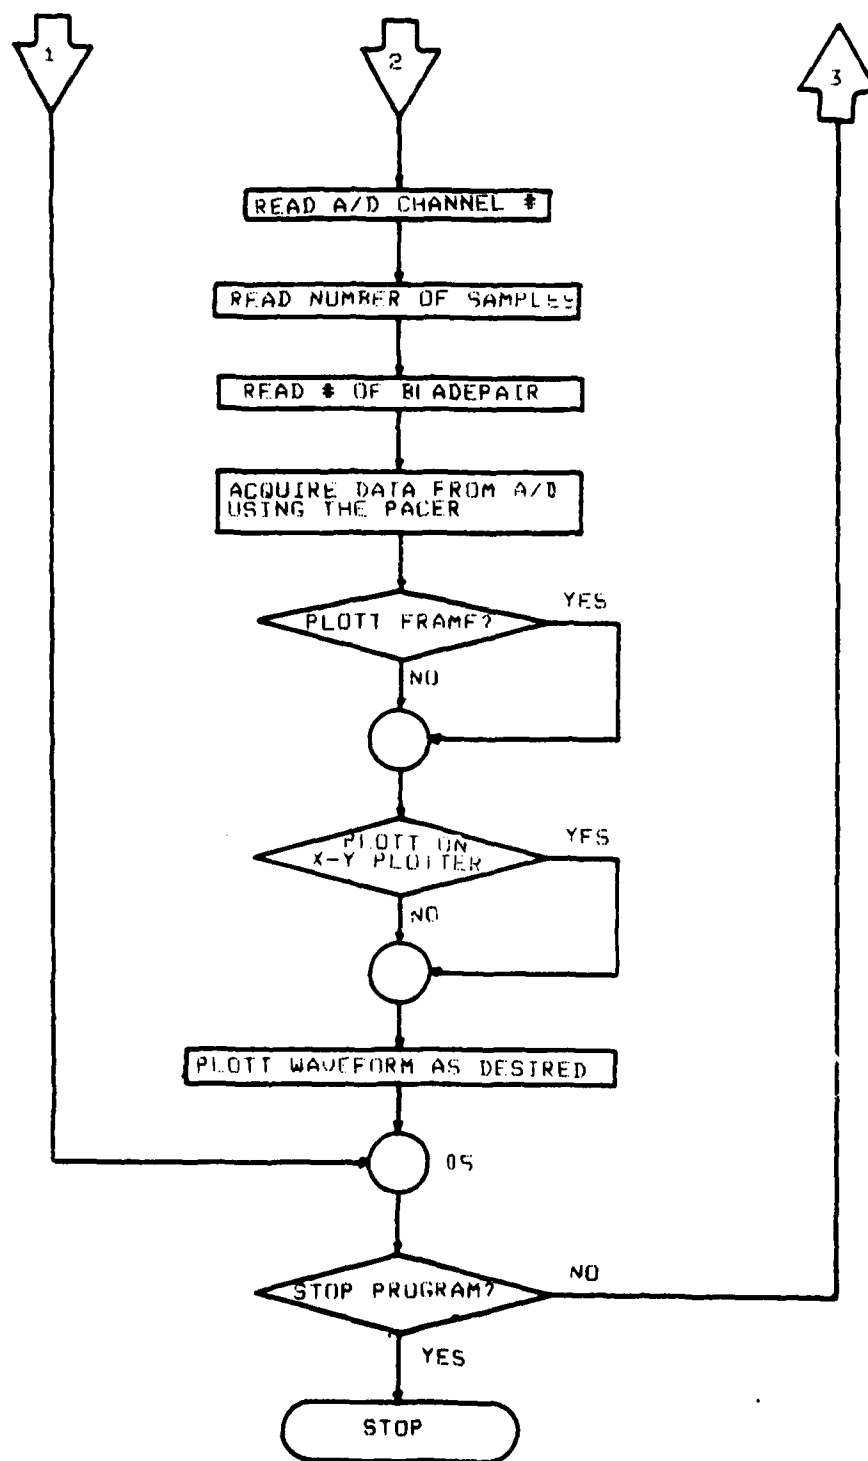 1
2
3
READ A/D CHANNEL #
READ NUMBER OF SAMPLES
READ # OF BLADEPAIR
ACQUIRE DATA FROM A/D
USING THE PACER
PLOTT FRAME?
YES
NO
PLOTT ON
X-Y PLOTTER
YES
NO
PLOTT WAVEFORM AS DESIRED
05
STOP PROGRAM?
NO
YES
STOP